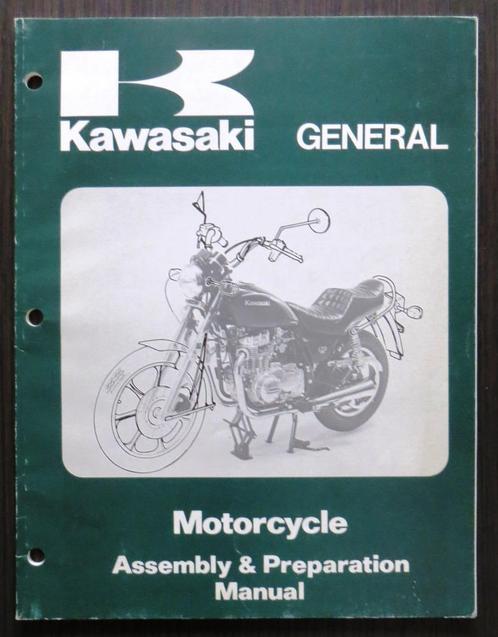 Kawasaki GENERAL
KAWASAKI
Motorcycle
Assembly & Preparation
Manual